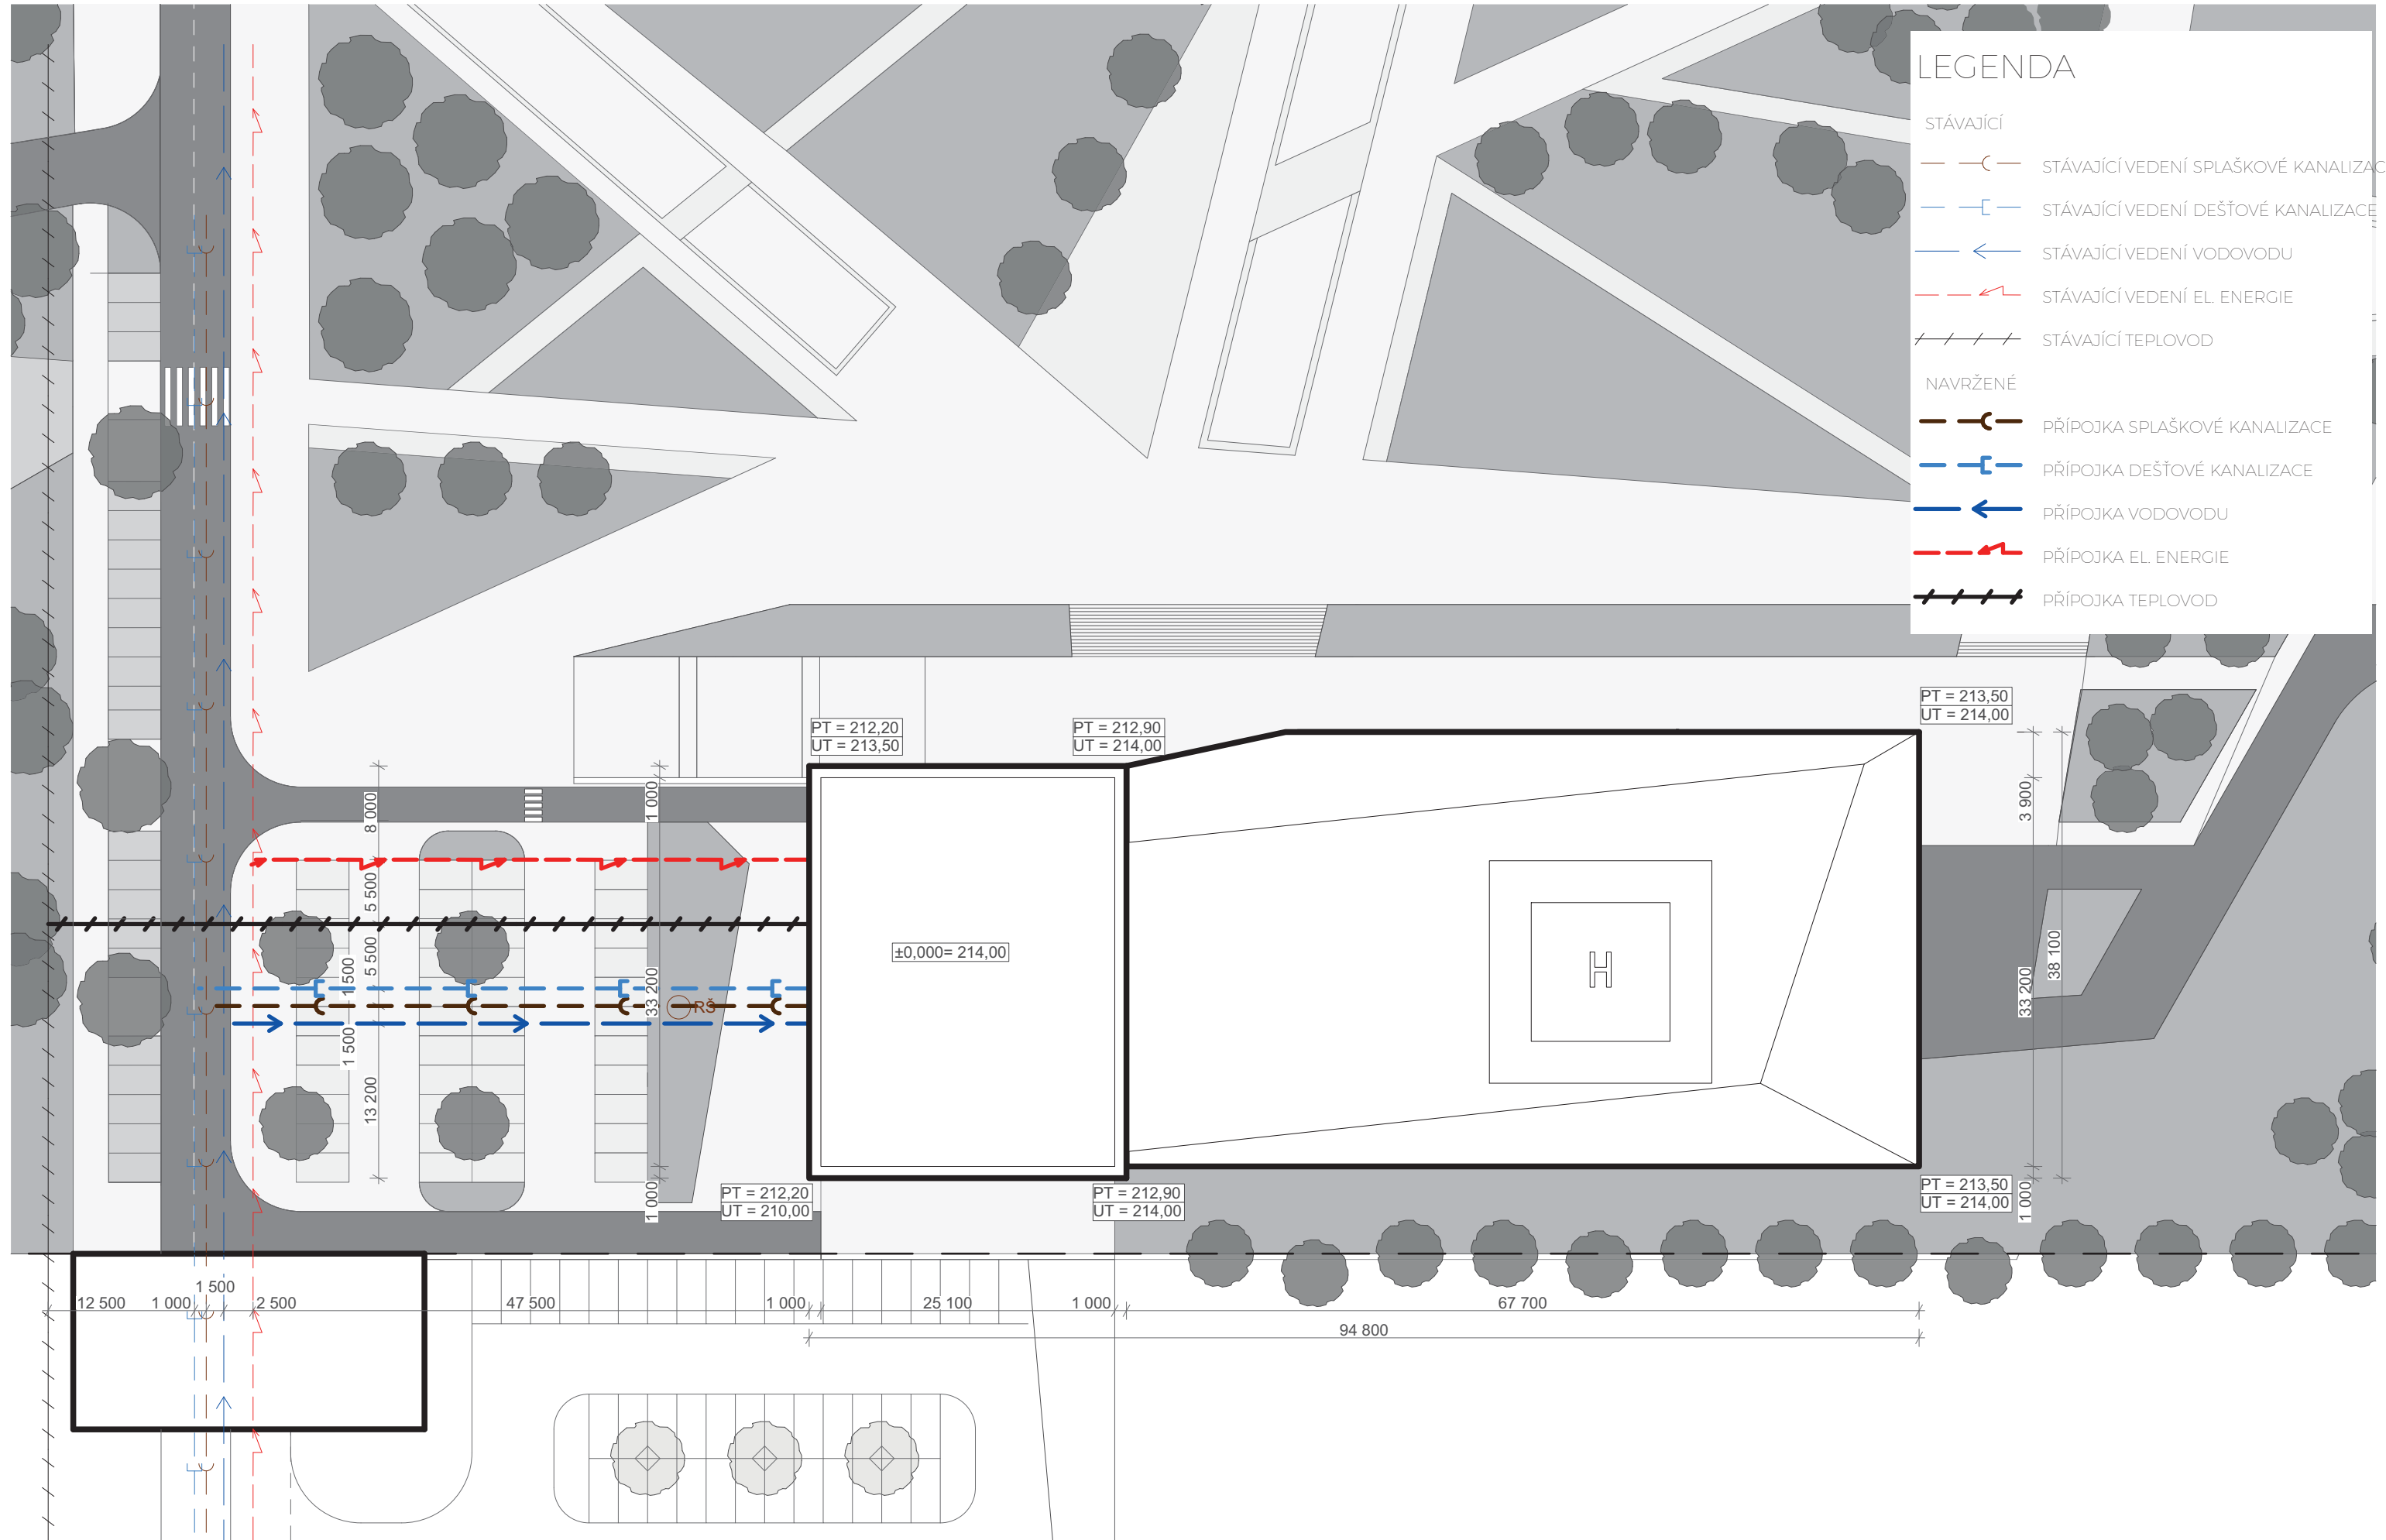 LEGENDA
STÁVAJÍCÍ
STÁVAJÍCÍ VEDENÍ SPLAŠKOVÉ KANALIZAC
STÁVAJÍCÍ VEDENÍ DEŠŤOVÉ KANALIZACE
STÁVAJÍCÍ VEDENÍ VODOVODU
STÁVAJÍCÍ VEDENÍ EL. ENERGIE
STÁVAJÍCÍ TEPLOVOD
NAVRŽENÉ
PŘÍPOJKA SPLAŠKOVÉ KANALIZACE
PŘÍPOJKA DEŠŤOVÉ KANALIZACE
PŘÍPOJKA VODOVODU
PŘÍPOJKA EL. ENERGIE
PŘÍPOJKA TEPLOVOD
PT = 213,50
UT = 214,00
PT = 212,20
UT = 213,50
PT = 212,90
UT = 214,00
8 000
1 000
3 900
5 500
5 500
1 500
33 200
±0,000= 214,00
H
38 100
33 200
RŠ
1 500
13 200
1 000
PT = 212,20
UT = 210,00
PT = 212,90
UT = 214,00
PT = 213,50
UT = 214,00
1 000
1 500
12 500
1 000
2 500
47 500
1 000
25 100
1 000
67 700
94 800